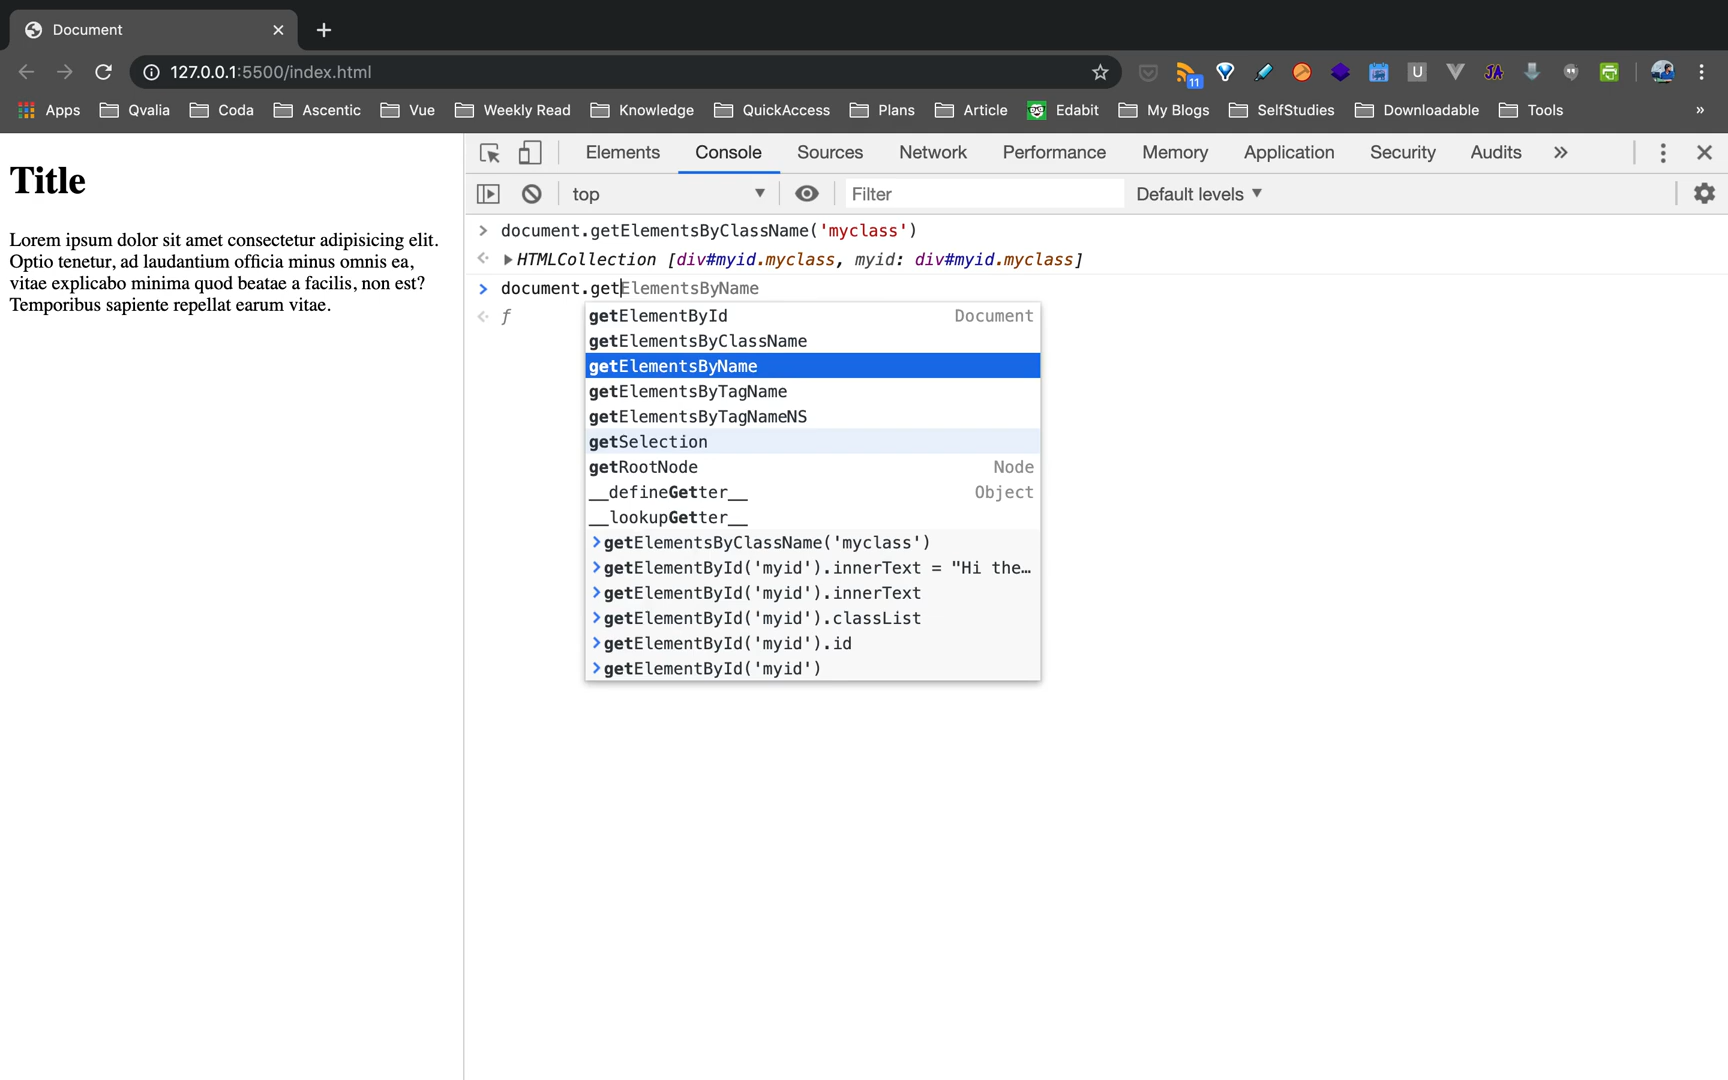 Document
127.0.0.1:5500/index.html
11
U
JA
Apps Qvalia Coda Ascentic Vue Weekly Read Knowledge QuickAccess Plans Article Edabit My Blogs SelfStudies Downloadable Tools »
Elements Console Sources Network Performance Memory Application Security Audits »
top Filter Default levels
Title
Lorem ipsum dolor sit amet consectetur adipisicing elit.
Optio tenetur, ad laudantium officia minus omnis ea,
vitae explicabo minima quod beatae a facilis, non est?
Temporibus sapiente repellat earum vitae.
> document.getElementsByClassName('myclass')
HTMLCollection [div#myid.myclass, myid: div#myid.myclass]
> document.getElementsByName
f
getElementById Document
getElementsByClassName
getElementsByName
getElementsByTagName
getElementsByTagNameNS
getSelection
getRootNode Node
__defineGetter__ Object
__lookupGetter__
>getElementsByClassName('myclass')
>getElementById('myid').innerText = "Hi the…
>getElementById('myid').innerText
>getElementById('myid').classList
>getElementById('myid').id
>getElementById('myid')